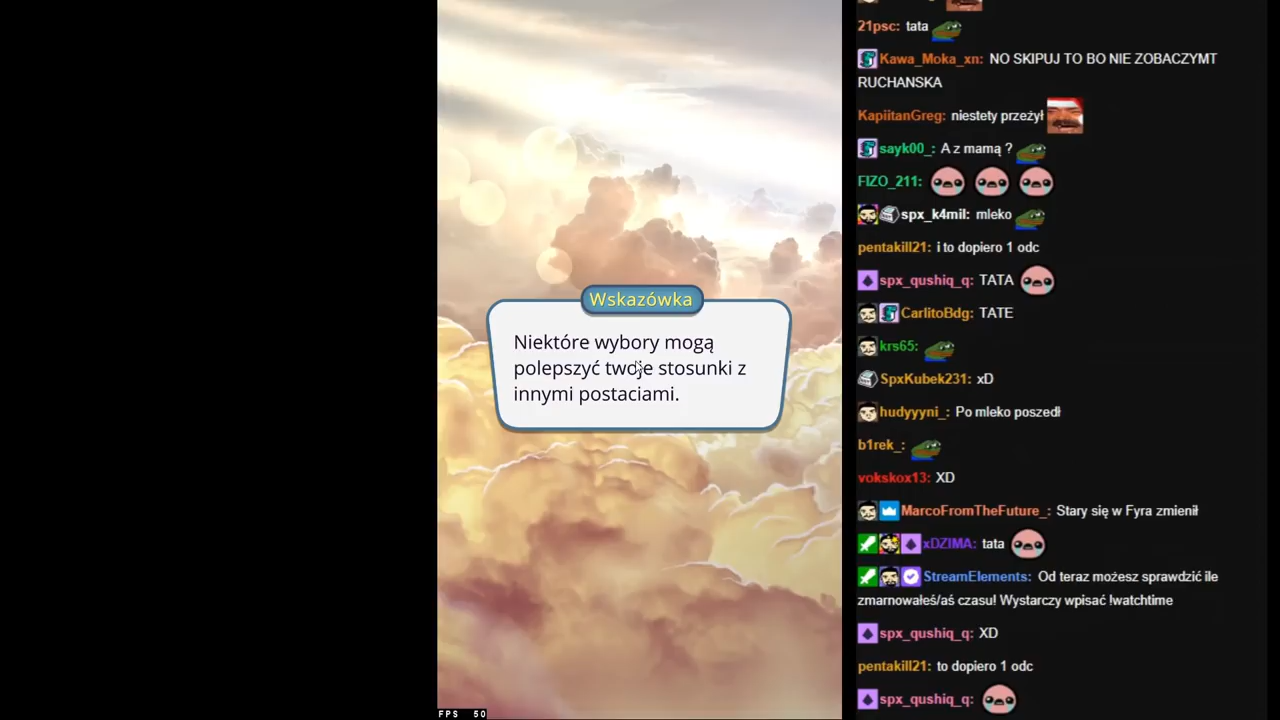 21psc: tata
Kawa_Moka_xn: NO SKIPUJ TO BO NIE ZOBACZYMT
RUCHANSKA
KapiitanGreg: niestety przeżył
sayk00_: A z mamą ?
FIZO_211:
spx_k4mil: mleko
pentakill21: i to dopiero 1 odc
spx_qushiq_q: TATA
CarlitoBdg: TATE
krs65:
SpxKubek231: xD
hudyyyni_: Po mleko poszedł
b1rek_:
vokskox13: XD
MarcoFromTheFuture_: Stary się w Fyra zmienił
xDZIMA: tata
StreamElements: Od teraz możesz sprawdzić ile
zmarnowałeś/aś czasu! Wystarczy wpisać !watchtime
spx_qushiq_q: XD
pentakill21: to dopiero 1 odc
spx_qushiq_q:
Wskazówka
Niektóre wybory mogą
polepszyć twoje stosunki z
innymi postaciami.
FPS 50